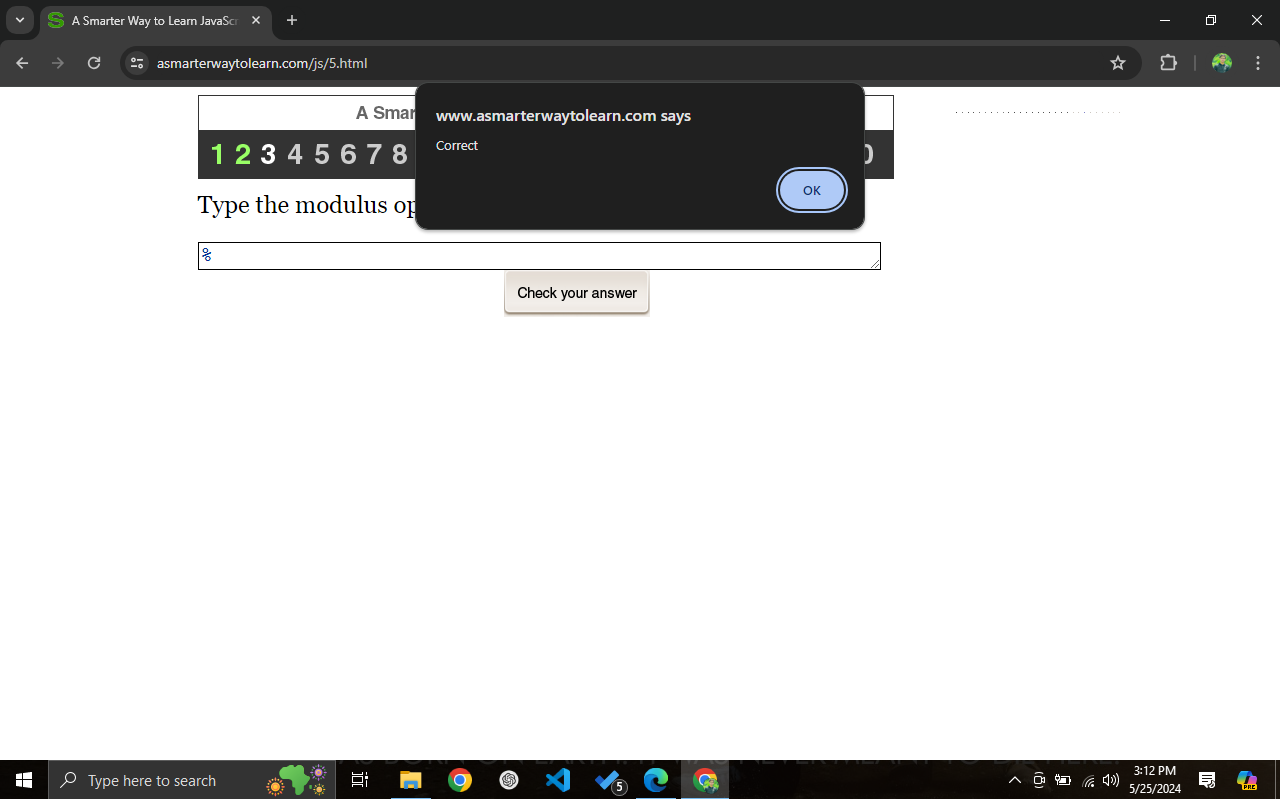 A Smarter Way to Learn JavaScr
asmarterwaytolearn.com/js/5.html
A Smar
1 2 3 4 5 6 7 8
0
www.asmarterwaytolearn.com says
Correct
OK
Type the modulus op
%
Check your answer
Type here to search
5
3:12 PM
5/25/2024
PRE